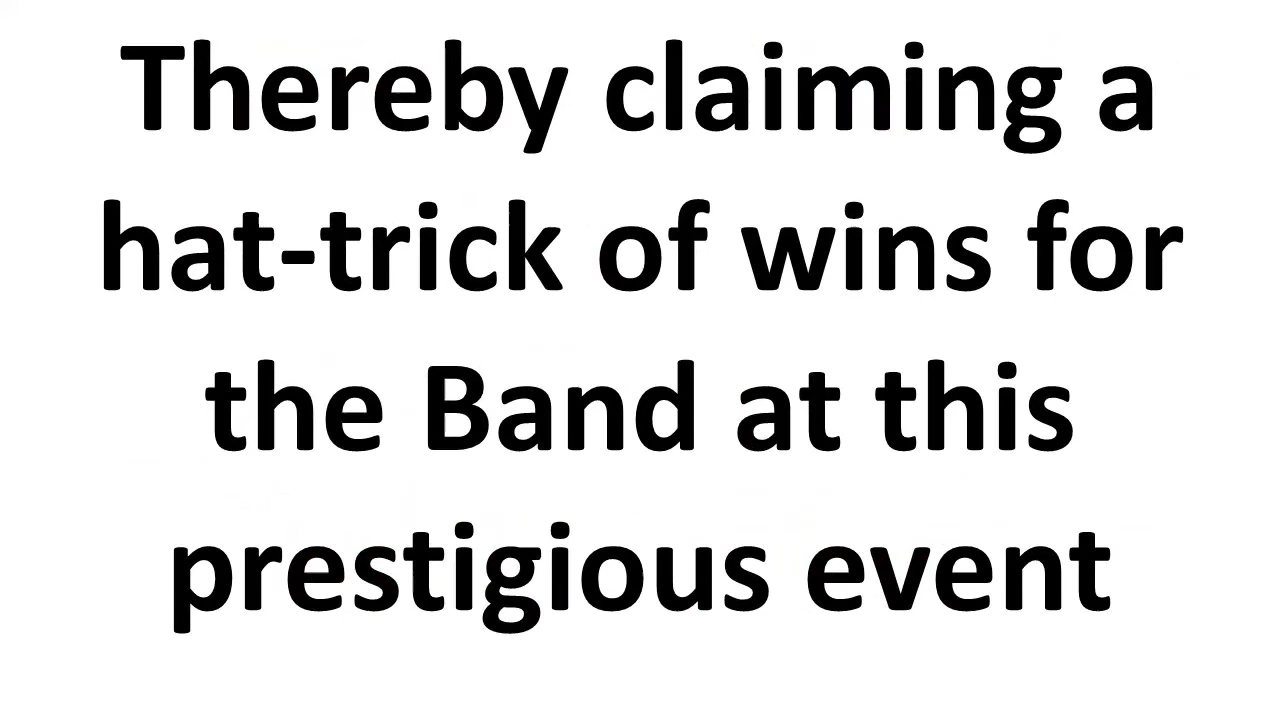 Thereby claiming a
hat-trick of wins for
the Band at this
prestigious event